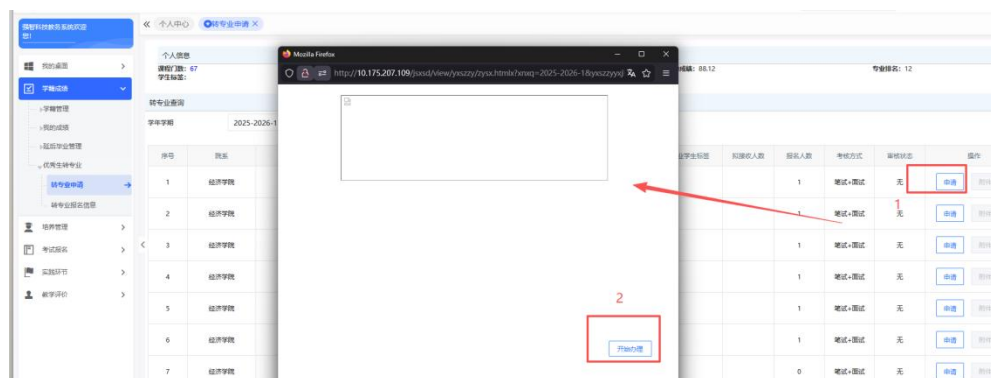 强智科技教务系统欢迎
您！
个人中心
转专业申请 ×
我的桌面
学籍成绩
学籍管理
我的成绩
延后毕业管理
优秀生转专业
转专业申请
转专业报名信息
培养管理
考试报名
实践环节
教学评价
个人信息
课程门数: 67
学生标签:
88.12
专业排名: 12
转专业查询
学年学期 2025-2026-1
Mozilla Firefox
http://10.175.207.109/jsxsd/view/yxszzy/zysx.htmlx?xnxq=2025-2026-1&yxszzyyxj
序号 院系 业学生标签 拟接收人数 报名人数 考核方式 审核状态 操作
1 经济学院 1 笔试+面试 无 申请
1
2 经济学院 1 笔试+面试 无 申请
3 经济学院 1 笔试+面试 无 申请
4 经济学院 1 笔试+面试 无 申请
5 经济学院 1 笔试+面试 无 申请
2
6 经济学院 1 笔试+面试 无 申请
开始办理
7 经济学院 0 笔试+面试 无 申请